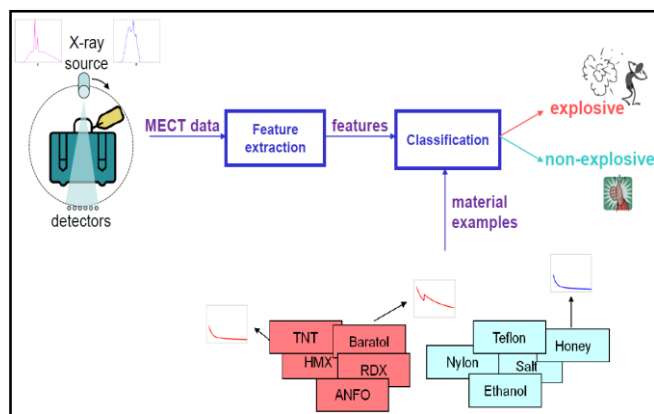 X-ray
source
MECT data
Feature
extraction
features
Classification
explosive
non-explosive
detectors
material
examples
TNT
Baratol
HMX
RDX
ANFO
Teflon
Honey
Nylon
Salt
Ethanol